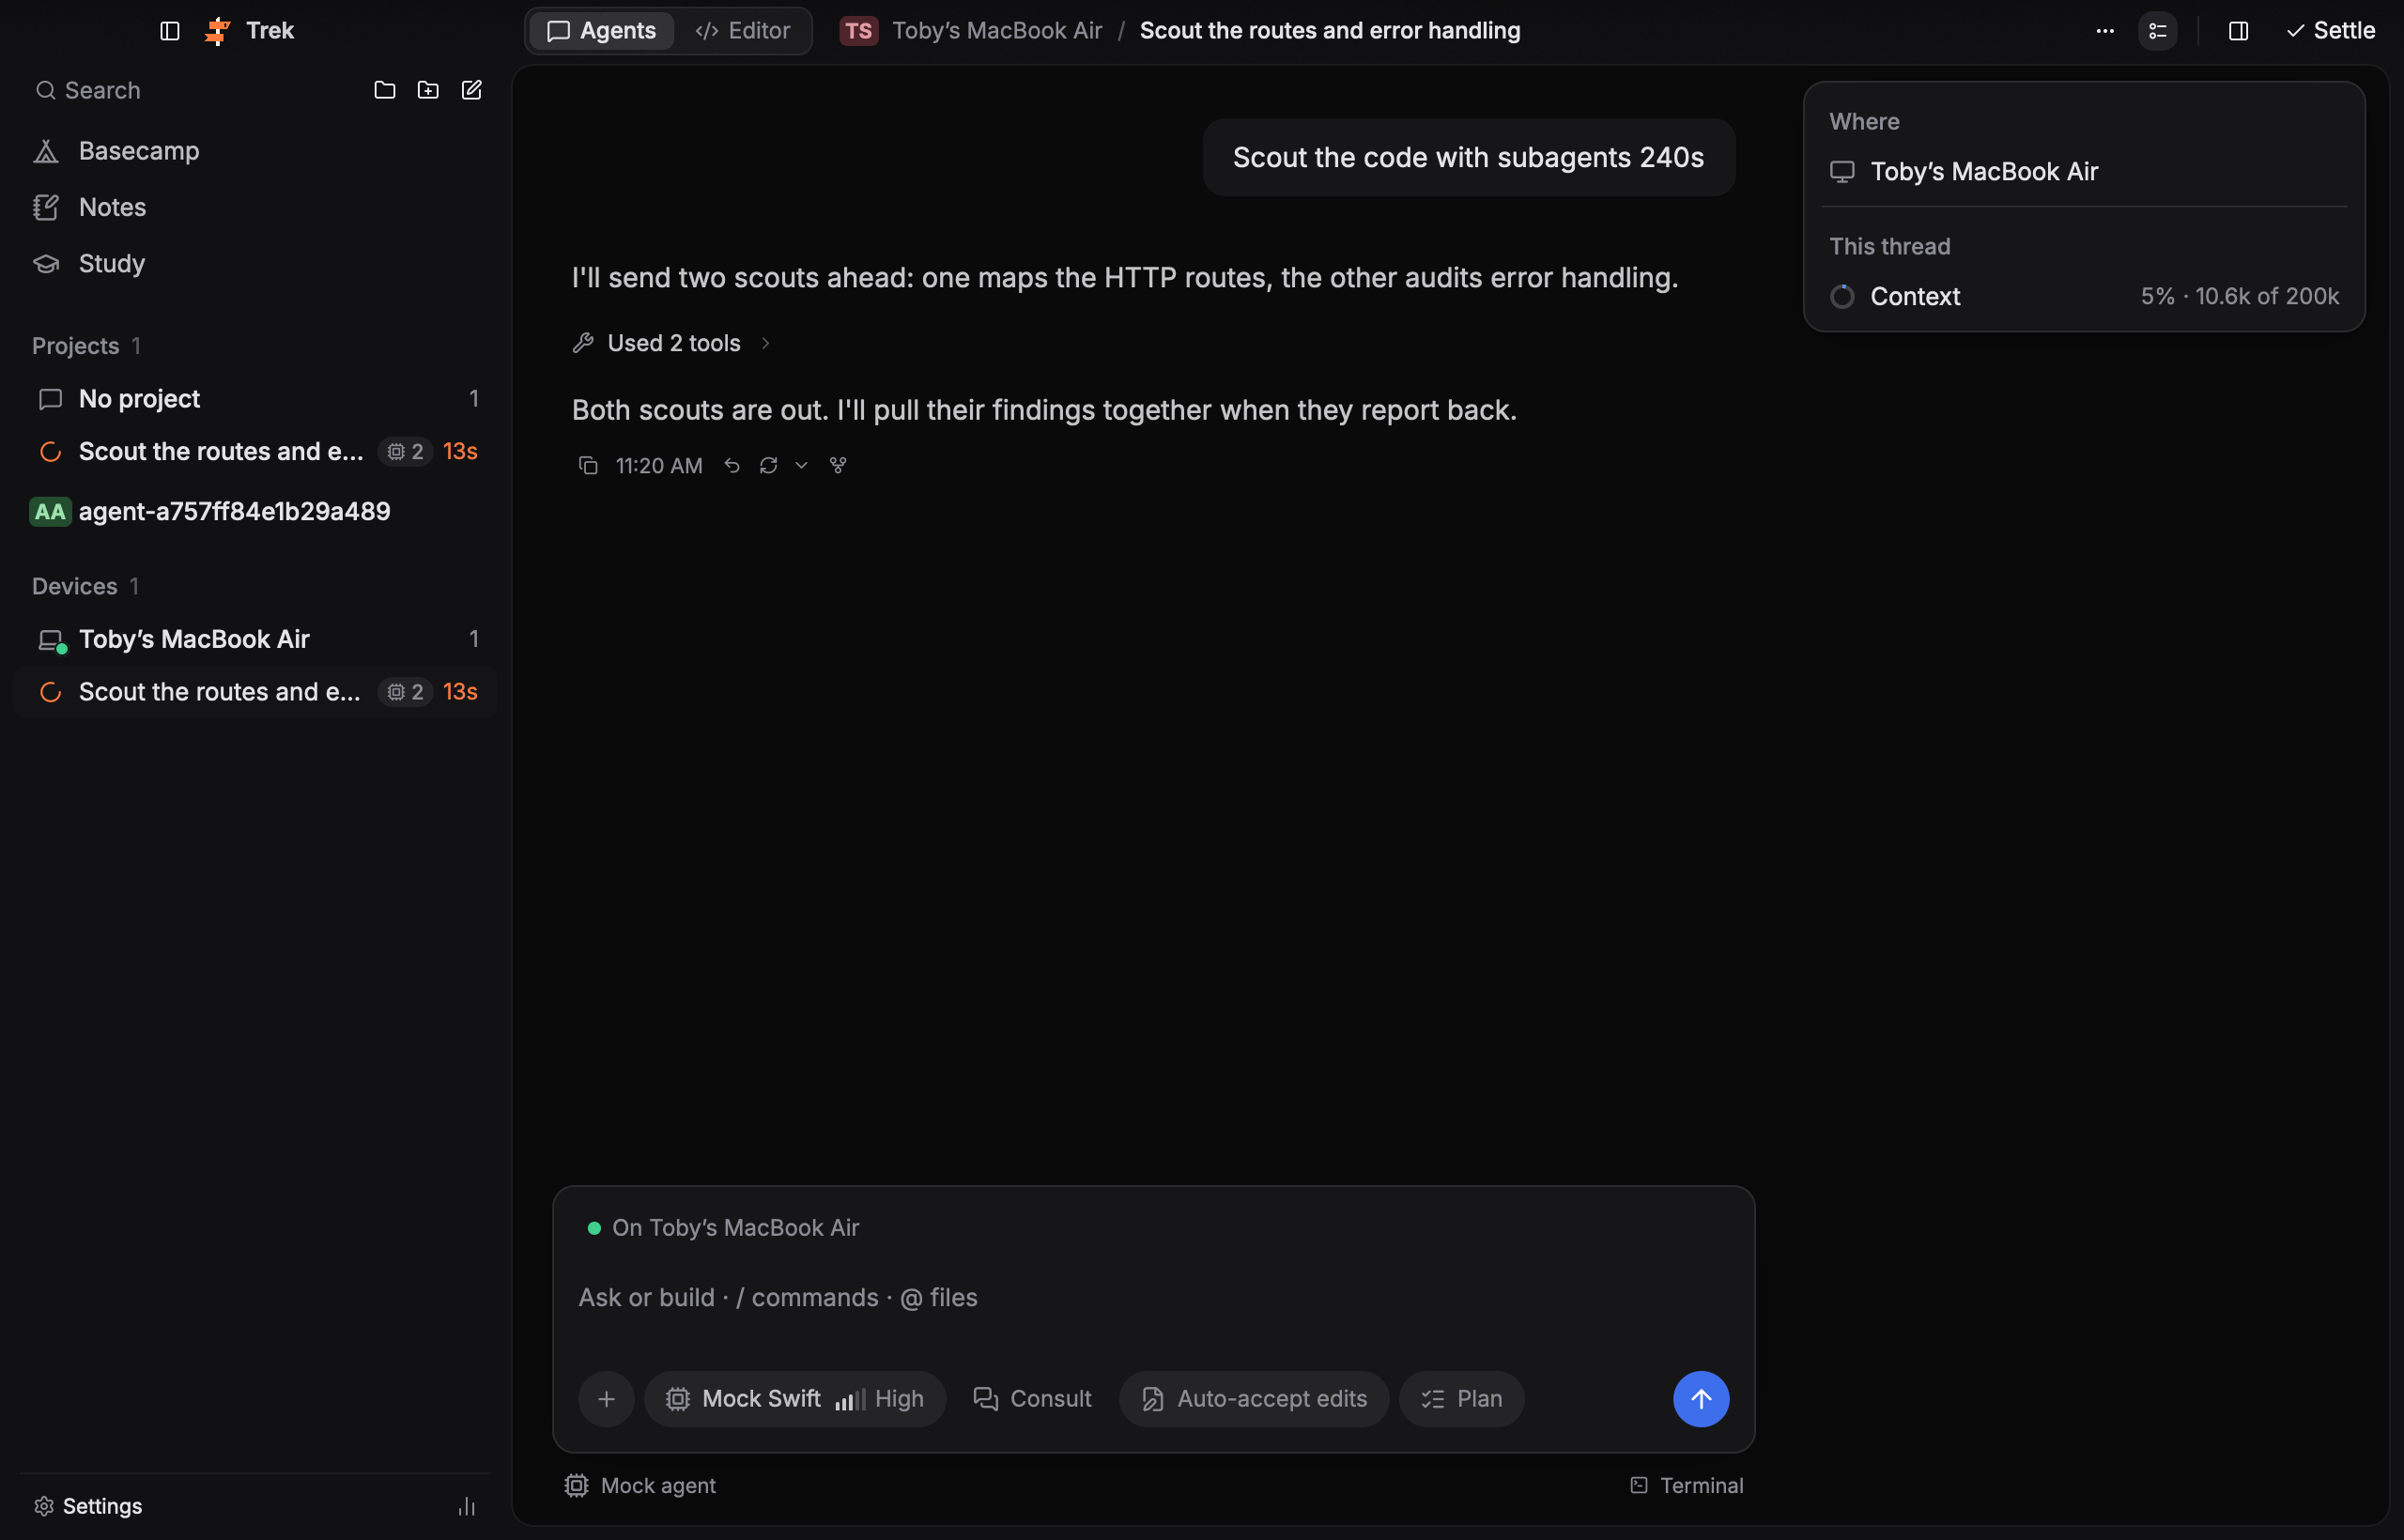 Trek
Search
Basecamp
Notes
Study
Projects 1
No project 1
Scout the routes and e... 2 13s
AA agent-a757ff84e1b29a489
Devices 1
Toby’s MacBook Air 1
Scout the routes and e... 2 13s
Settings
Agents
Editor
TS Toby’s MacBook Air / Scout the routes and error handling
Settle
Scout the code with subagents 240s
I'll send two scouts ahead: one maps the HTTP routes, the other audits error handling.
Used 2 tools
Both scouts are out. I'll pull their findings together when they report back.
11:20 AM
Where
Toby’s MacBook Air
This thread
Context 5% · 10.6k of 200k
On Toby’s MacBook Air
Ask or build · / commands · @ files
Mock Swift High Consult Auto-accept edits Plan
Mock agent Terminal